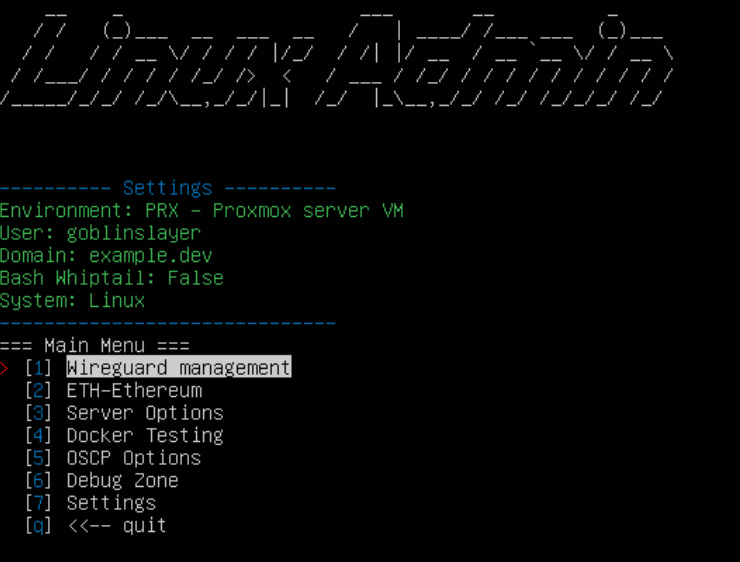 Linux Admin
---------- Settings ----------
Environment: PRX - Proxmox server VM
User: goblinslayer
Domain: example.dev
Bash Whiptail: False
System: Linux
------------------------------
=== Main Menu ===
> [1] Wireguard management
[2] ETH-Ethereum
[3] Server Options
[4] Docker Testing
[5] OSCP Options
[6] Debug Zone
[7] Settings
[q] <<-- quit